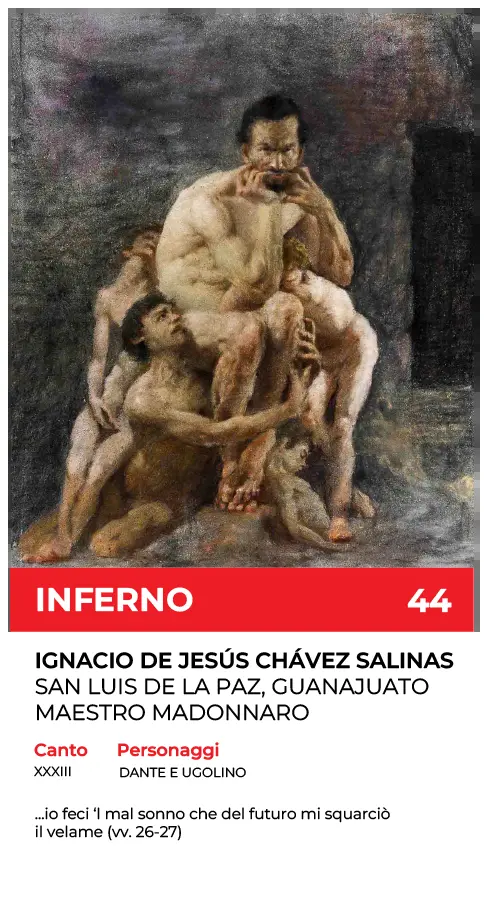 INFERNO 44
IGNACIO DE JESÚS CHÁVEZ SALINAS
SAN LUIS DE LA PAZ, GUANAJUATO
MAESTRO MADONNARO
Canto Personaggi
XXXIII DANTE E UGOLINO
...io feci ‘l mal sonno che del futuro mi squarciò
il velame (vv. 26-27)